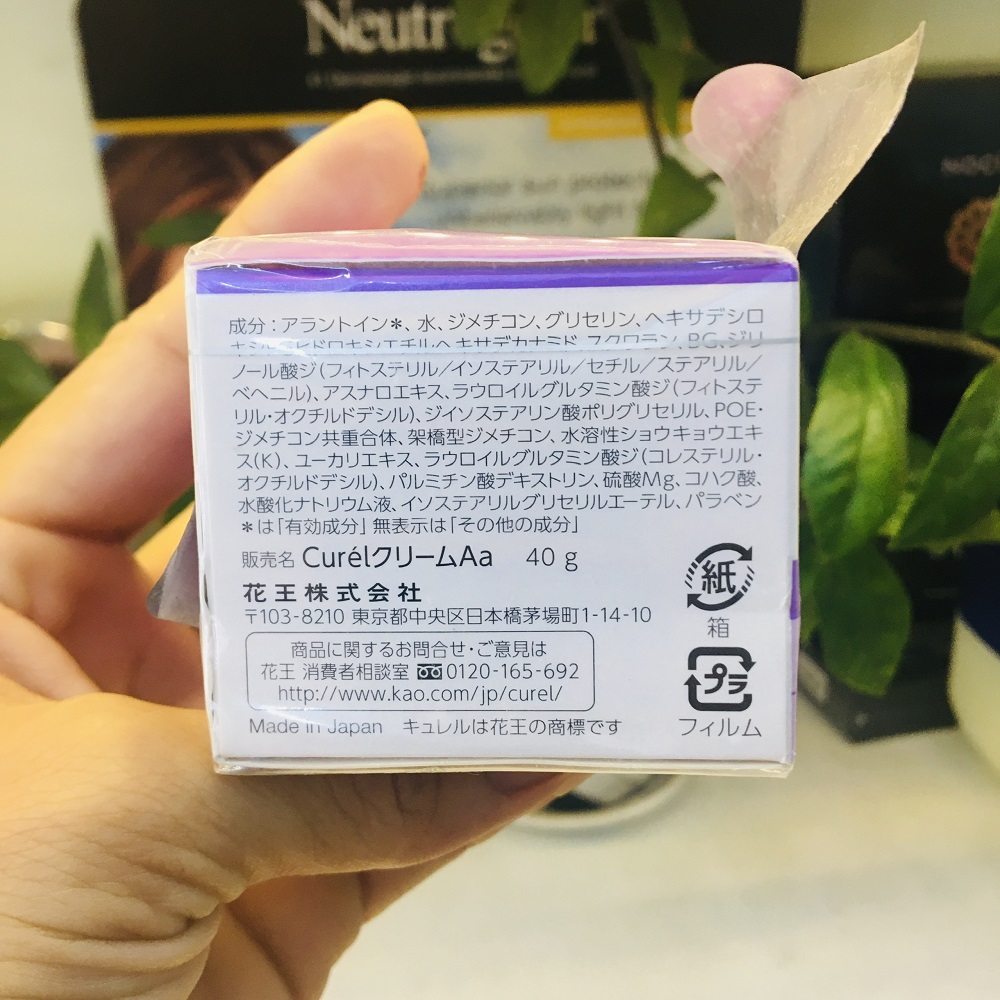 Neutrogena
成分：アラントイン＊、水、ジメチコン、グリセリン、ヘキサデシロ
キシPGヒドロキシエチルヘキサデカナミド、スクワラン、BG、ジリ
ノール酸ジ(フィトステリル／イソステアリル／セチル／ステアリル／
ベヘニル)、アスナロエキス、ラウロイルグルタミン酸ジ(フィトステ
リル・オクチルドデシル)、ジイソステアリン酸ポリグリセリル、POE・
ジメチコン共重合体、架橋型ジメチコン、水溶性ショウキョウエキ
ス(K)、ユーカリエキス、ラウロイルグルタミン酸ジ(コレステリル・
オクチルドデシル)、パルミチン酸デキストリン、硫酸Mg、コハク酸、
水酸化ナトリウム液、イソステアリルグリセリルエーテル、パラベン
＊は「有効成分」無表示は「その他の成分」
販売名 CurélクリームAa 40 g
花王株式会社
〒103-8210 東京都中央区日本橋茅場町1-14-10
商品に関するお問合せ・ご意見は
花王 消費者相談室 0120-165-692
http://www.kao.com/jp/curel/
Made in Japan キュレルは花王の商標です
紙
箱
プラ
フィルム